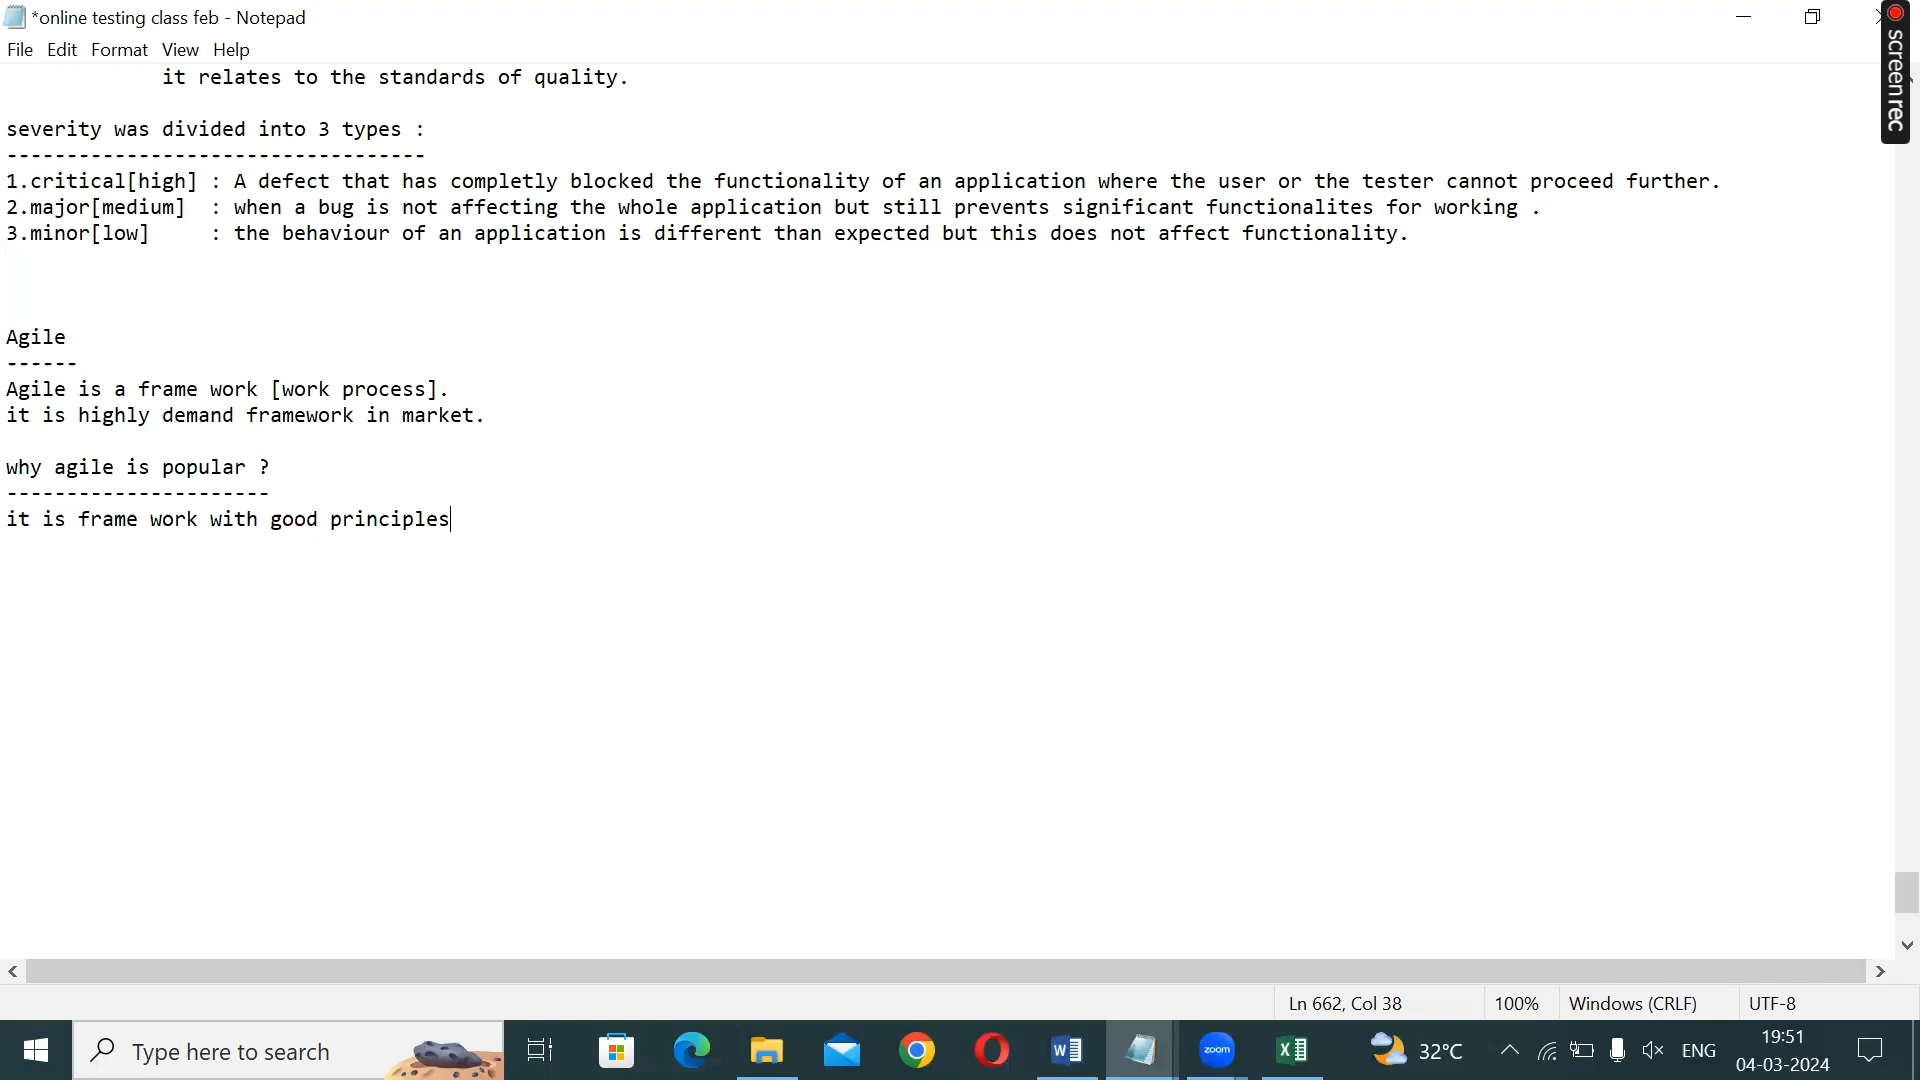 *online testing class feb - Notepad
File Edit Format View Help
it relates to the standards of quality.
severity was divided into 3 types :
-----------------------------------
1.critical[high] : A defect that has completly blocked the functionality of an application where the user or the tester cannot proceed further.
2.major[medium]  : when a bug is not affecting the whole application but still prevents significant functionalites for working .
3.minor[low]     : the behaviour of an application is different than expected but this does not affect functionality.
Agile
------
Agile is a frame work [work process].
it is highly demand framework in market.
why agile is popular ?
----------------------
it is frame work with good principles
screenrec
Ln 662, Col 38 100% Windows (CRLF) UTF-8
Type here to search
zoom
32°C
ENG
19:51
04-03-2024